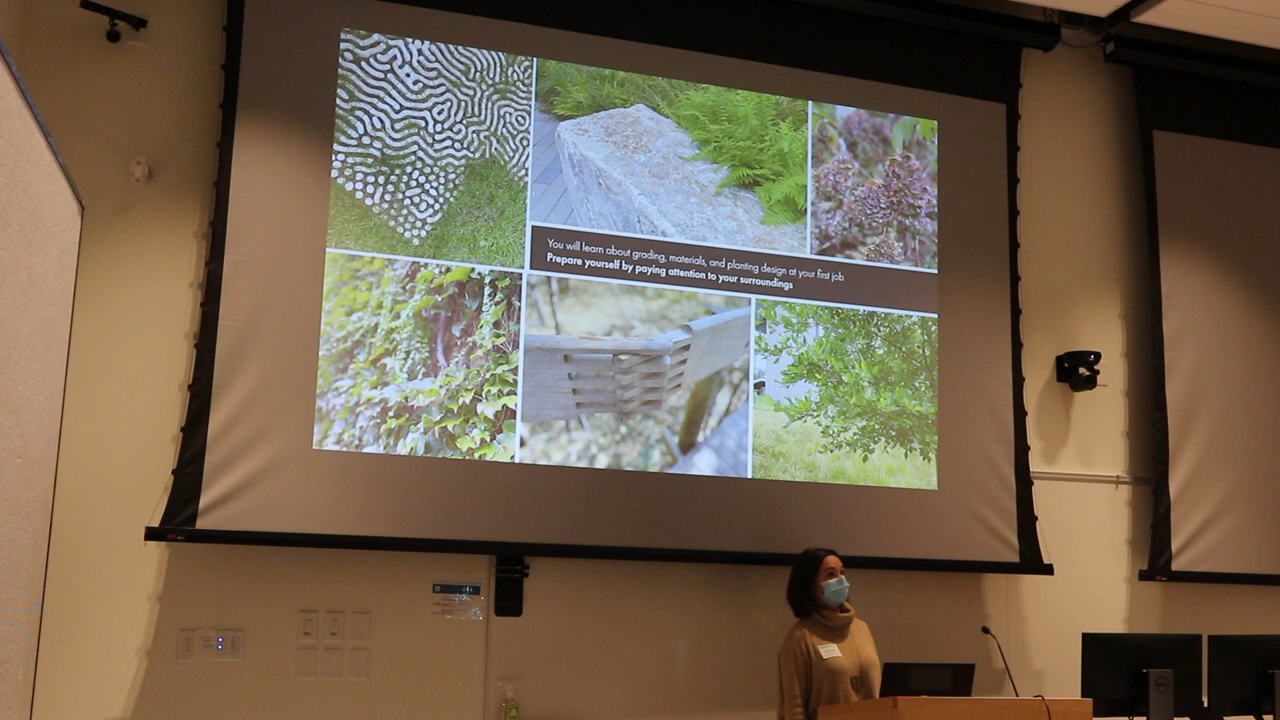 You will learn about grading, materials, and planting design at your first job
Prepare yourself by paying attention to your surroundings
DELL